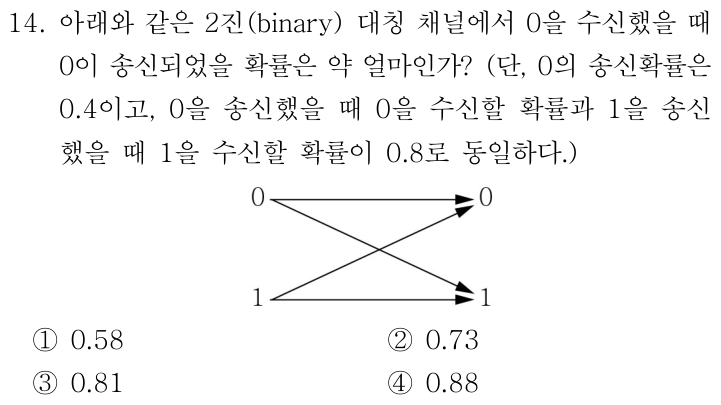 14. 아래와 같은 2진(binary) 대칭 채널에서 0을 수신했을 때
0이 송신되었을 확률은 약 얼마인가? (단, 0의 송신확률은
0.4이고, 0을 송신했을 때 0을 수신할 확률과 1을 송신
했을 때 1을 수신할 확률이 0.8로 동일하다.)
0 0
1 1
① 0.58 ② 0.73
③ 0.81 ④ 0.88